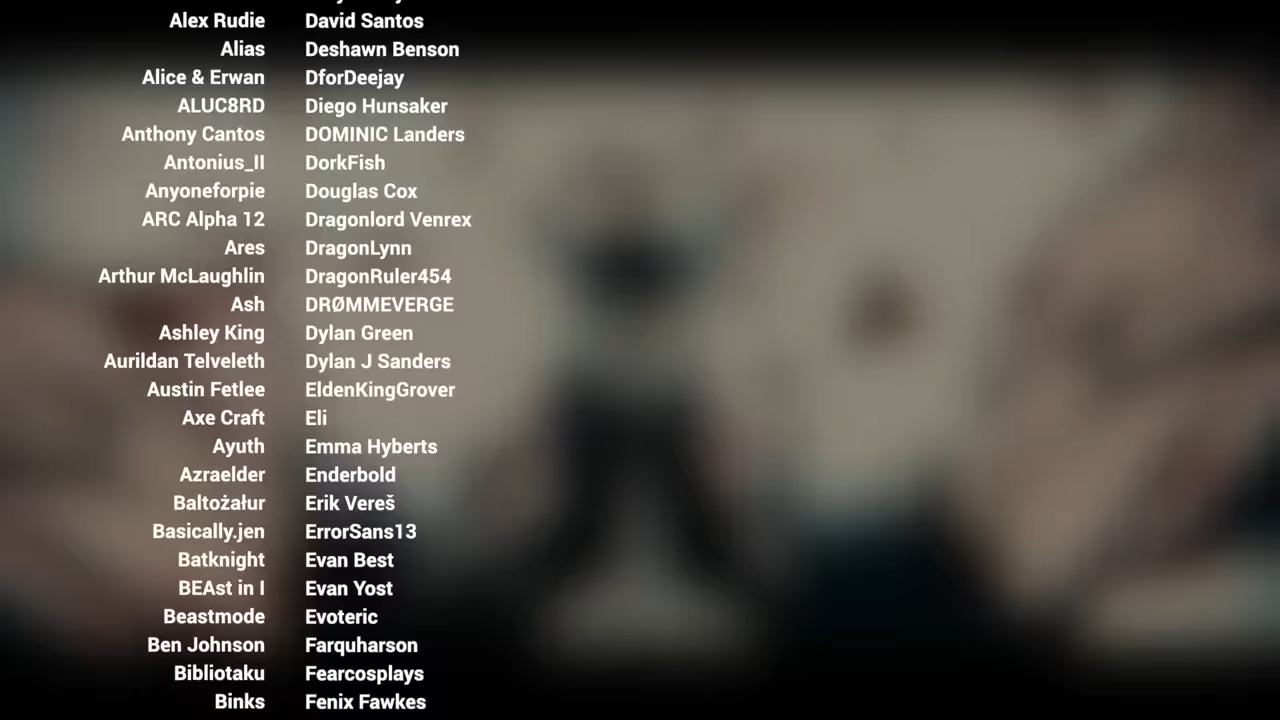 Alex Rudie
Alias
Alice & Erwan
ALUC8RD
Anthony Cantos
Antonius_II
Anyoneforpie
ARC Alpha 12
Ares
Arthur McLaughlin
Ash
Ashley King
Aurildan Telveleth
Austin Fetlee
Axe Craft
Ayuth
Azraelder
Baltożałur
Basically.jen
Batknight
BEAst in I
Beastmode
Ben Johnson
Bibliotaku
Binks
David Santos
Deshawn Benson
DforDeejay
Diego Hunsaker
DOMINIC Landers
DorkFish
Douglas Cox
Dragonlord Venrex
DragonLynn
DragonRuler454
DRØMMEVERGE
Dylan Green
Dylan J Sanders
EldenKingGrover
Eli
Emma Hyberts
Enderbold
Erik Vereš
ErrorSans13
Evan Best
Evan Yost
Evoteric
Farquharson
Fearcosplays
Fenix Fawkes